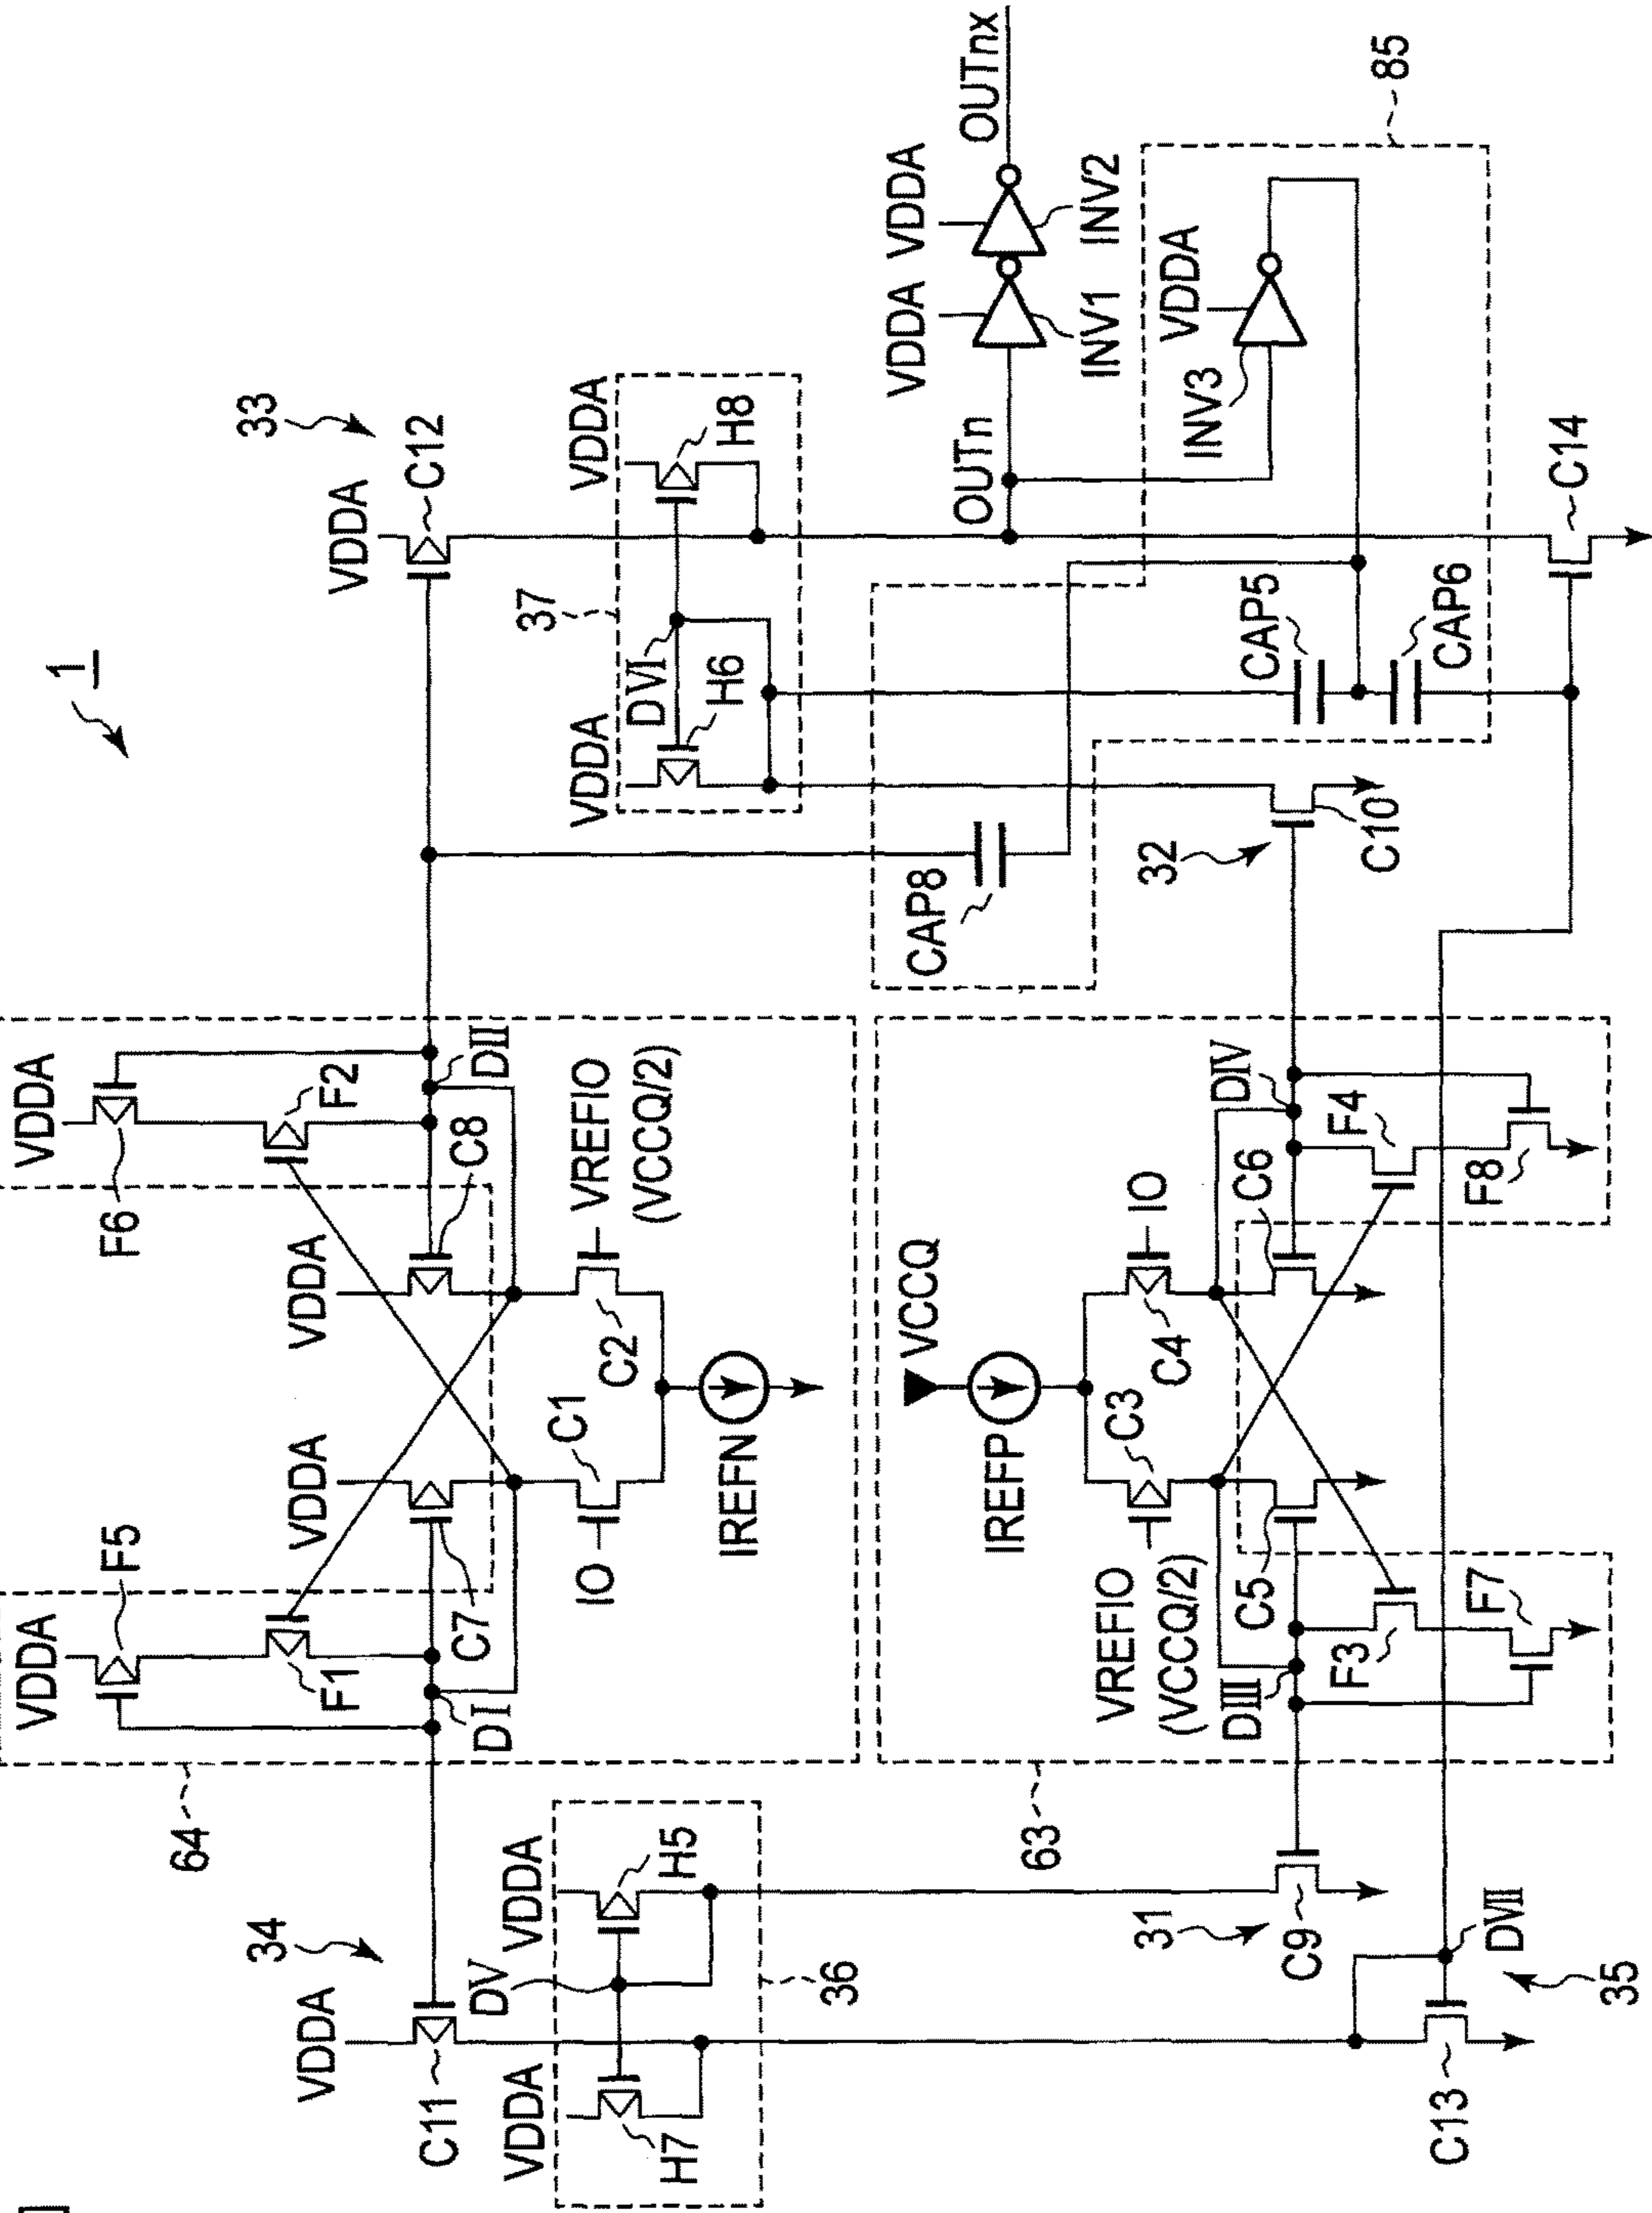 1
33
VDDA
C12
37
VDDA
H8
DVI
VDDA
H6
OUTn
VDDA
VDDA
OUTnx
INV1
INV2
85
VDDA
INV3
CAP5
CAP6
C14
CAP8
32
C10
VDDA
F6
F2
VDDA
C8
DII
VREFIO
(VCCQ/2)
C2
VDDA
C7
C1
IO
IREFN
VDDA
F5
F1
DI
64
VCCQ
IREFP
IO
C4
C6
DIV
F4
F8
C3
VREFIO
(VCCQ/2)
C5
DIII
F3
F7
63
34
VDDA
C11
DV
VDDA
H5
VDDA
H7
36
31
C9
DVII
35
C13